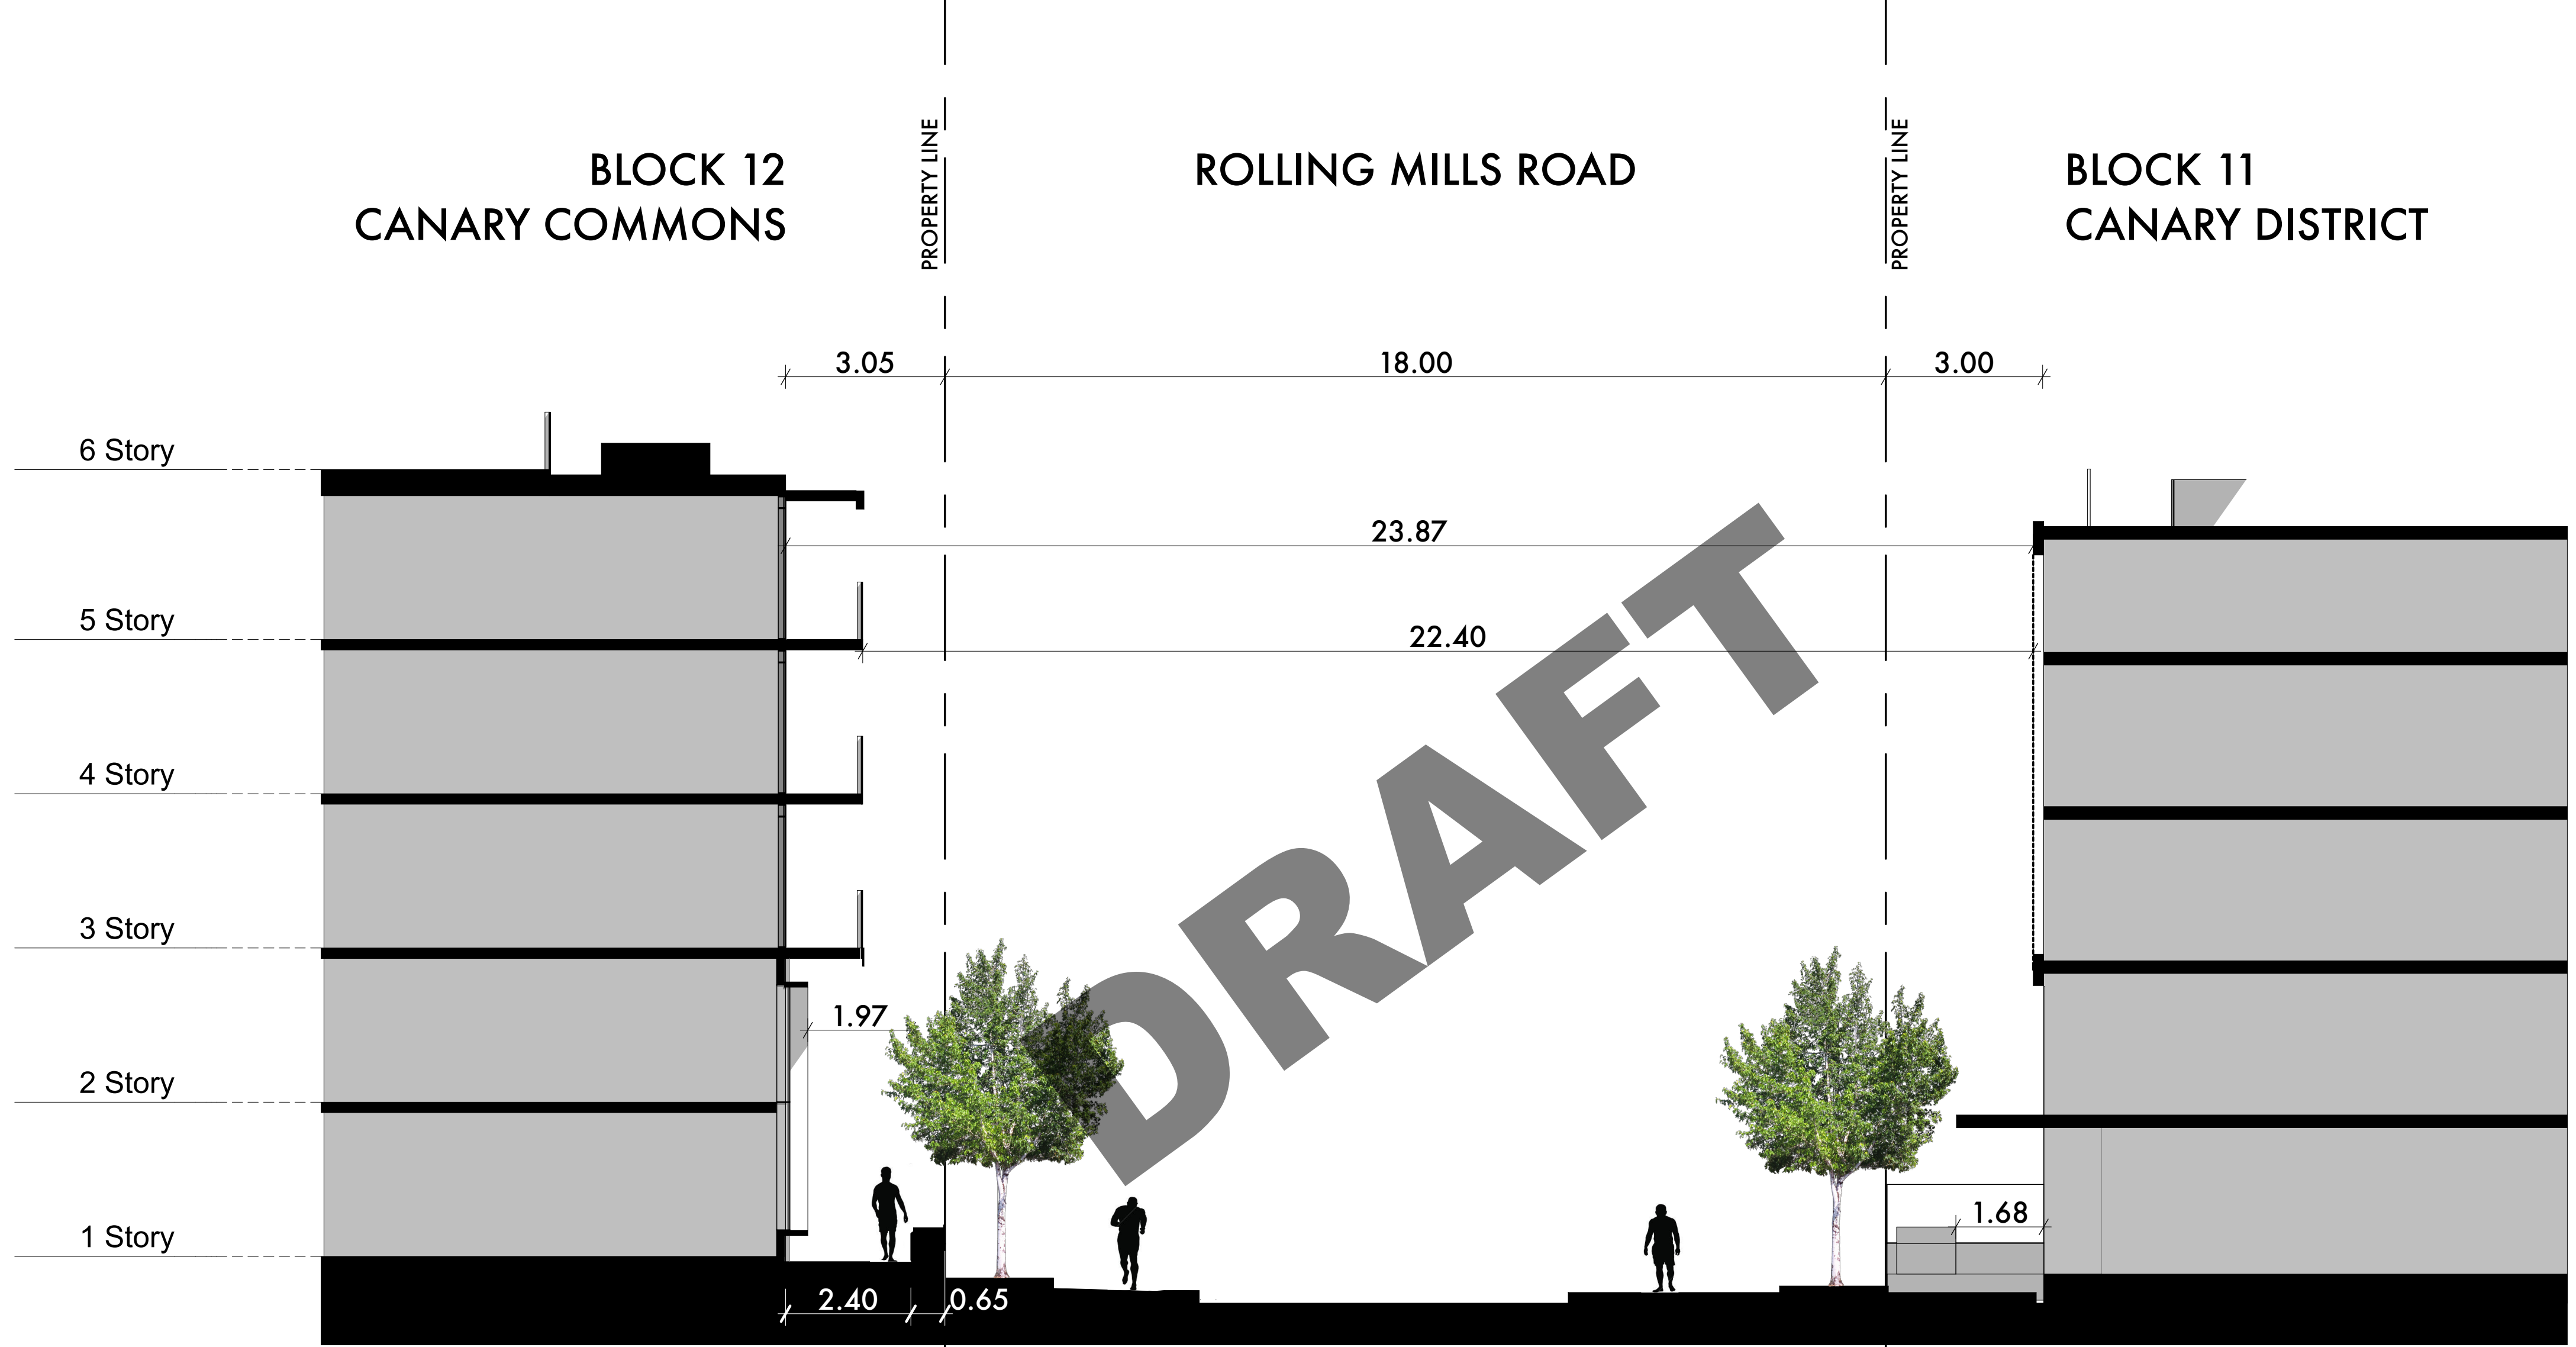 BLOCK 12
CANARY COMMONS
PROPERTY LINE
ROLLING MILLS ROAD
PROPERTY LINE
BLOCK 11
CANARY DISTRICT
3.05
18.00
3.00
6 Story
23.87
5 Story
22.40
4 Story
3 Story
1.97
2 Story
1 Story
1.68
2.40
0.65
DRAFT